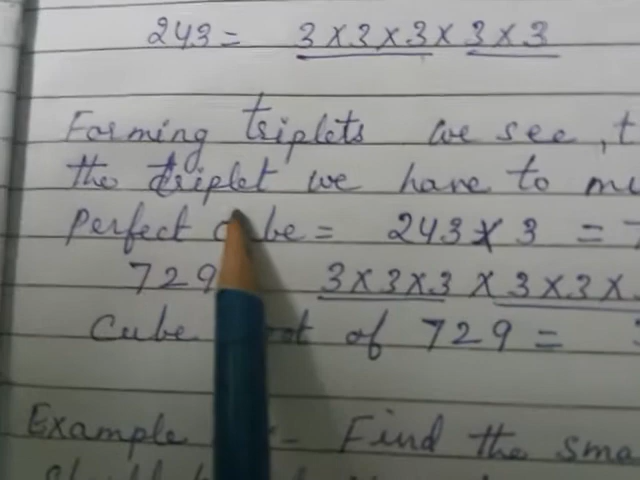 243 = 3 × 3 × 3 × 3 × 3
Forming triplets we see, t
the triplet we have to mu
Perfect cube = 243 × 3 = 7
729 3 × 3 × 3 × 3 × 3 ×
Cube of 729 =
Example - Find the sma